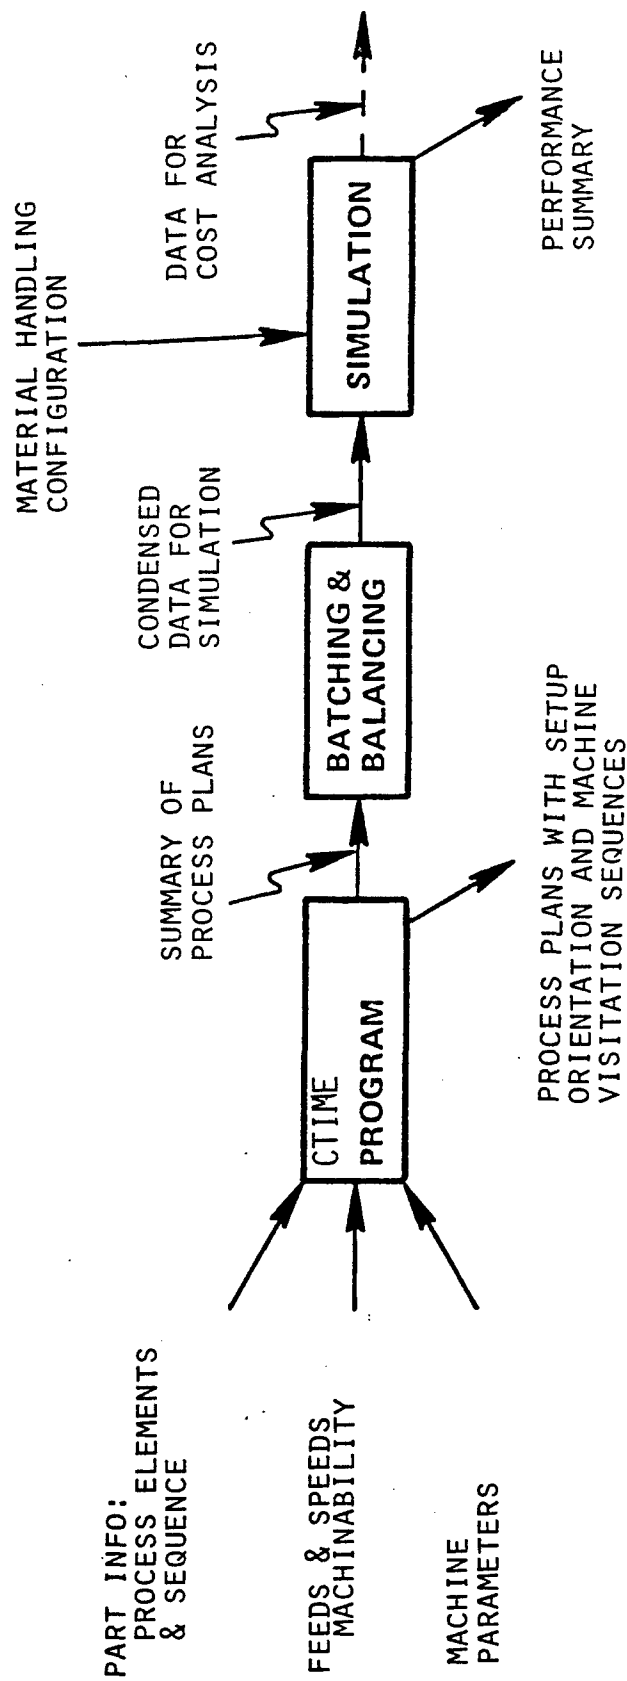 PART INFO:
PROCESS ELEMENTS
& SEQUENCE
FEEDS & SPEEDS
MACHINABILITY
MACHINE
PARAMETERS
CTIME
PROGRAM
SUMMARY OF
PROCESS PLANS
PROCESS PLANS WITH SETUP
ORIENTATION AND MACHINE
VISITATION SEQUENCES
BATCHING &
BALANCING
CONDENSED
DATA FOR
SIMULATION
MATERIAL HANDLING
CONFIGURATION
SIMULATION
DATA FOR
COST ANALYSIS
PERFORMANCE
SUMMARY